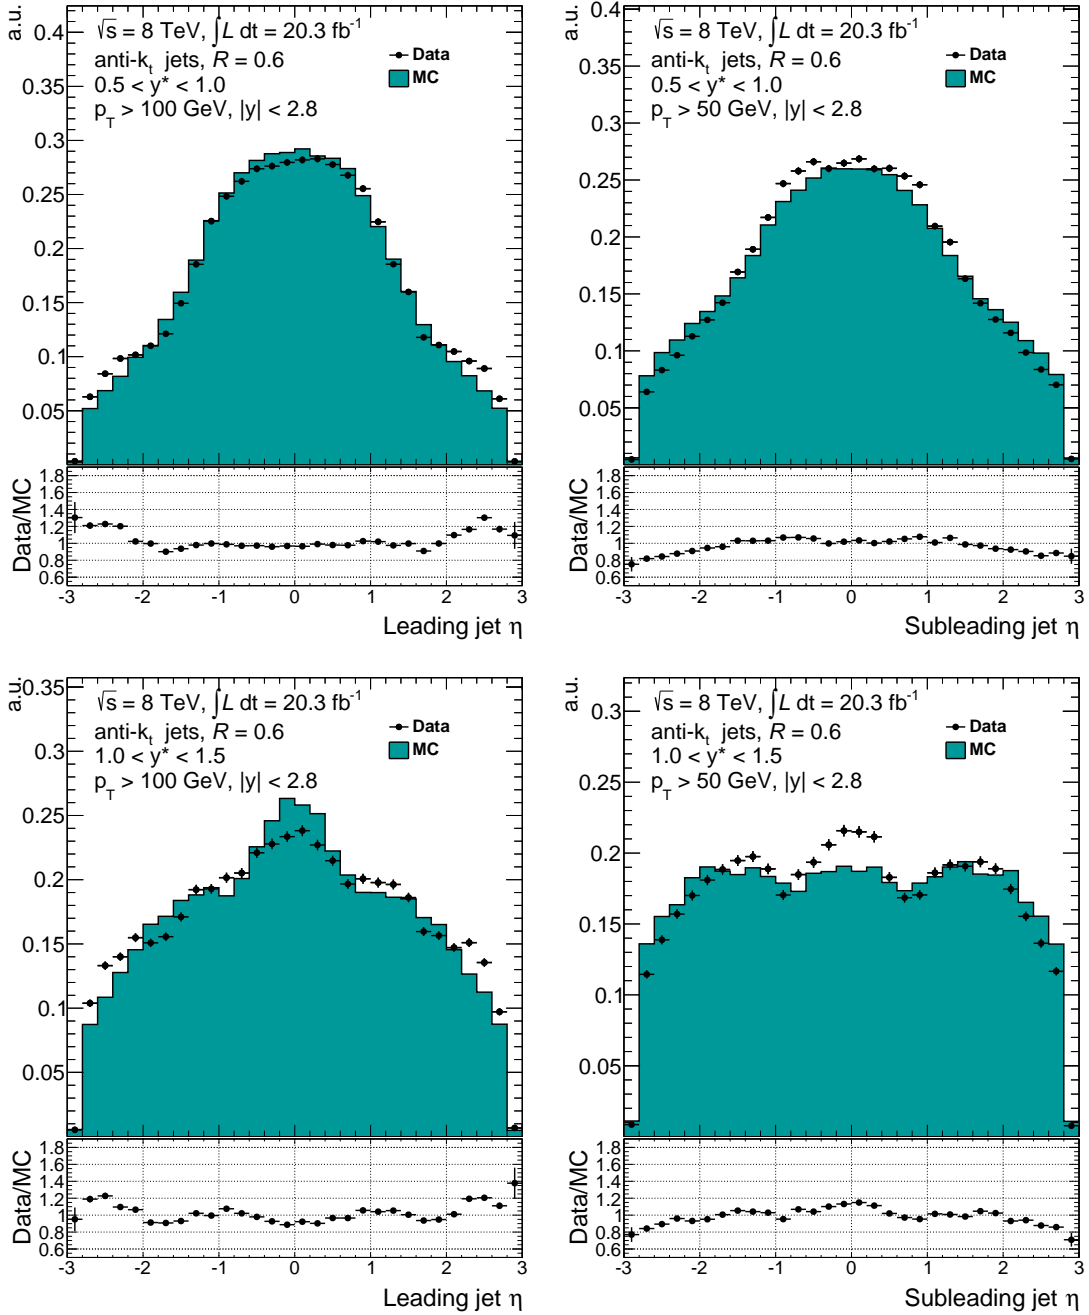 a.u.
√s = 8 TeV, ∫L dt = 20.3 fb⁻¹
anti-kₜ jets, R = 0.6
0.5 < y* < 1.0
p_T > 100 GeV, |y| < 2.8
Data
MC
0.4
0.35
0.3
0.25
0.2
0.15
0.1
0.05
Data/MC
1.8
1.6
1.4
1.2
1
0.8
0.6
-3 -2 -1 0 1 2 3
Leading jet η
a.u.
√s = 8 TeV, ∫L dt = 20.3 fb⁻¹
anti-kₜ jets, R = 0.6
0.5 < y* < 1.0
p_T > 50 GeV, |y| < 2.8
Data
MC
0.4
0.35
0.3
0.25
0.2
0.15
0.1
0.05
Data/MC
1.8
1.6
1.4
1.2
1
0.8
0.6
-3 -2 -1 0 1 2 3
Subleading jet η
a.u.
√s = 8 TeV, ∫L dt = 20.3 fb⁻¹
anti-kₜ jets, R = 0.6
1.0 < y* < 1.5
p_T > 100 GeV, |y| < 2.8
Data
MC
0.35
0.3
0.25
0.2
0.15
0.1
0.05
Data/MC
1.8
1.6
1.4
1.2
1
0.8
0.6
-3 -2 -1 0 1 2 3
Leading jet η
a.u.
√s = 8 TeV, ∫L dt = 20.3 fb⁻¹
anti-kₜ jets, R = 0.6
1.0 < y* < 1.5
p_T > 50 GeV, |y| < 2.8
Data
MC
0.3
0.25
0.2
0.15
0.1
0.05
Data/MC
1.8
1.6
1.4
1.2
1
0.8
0.6
-3 -2 -1 0 1 2 3
Subleading jet η